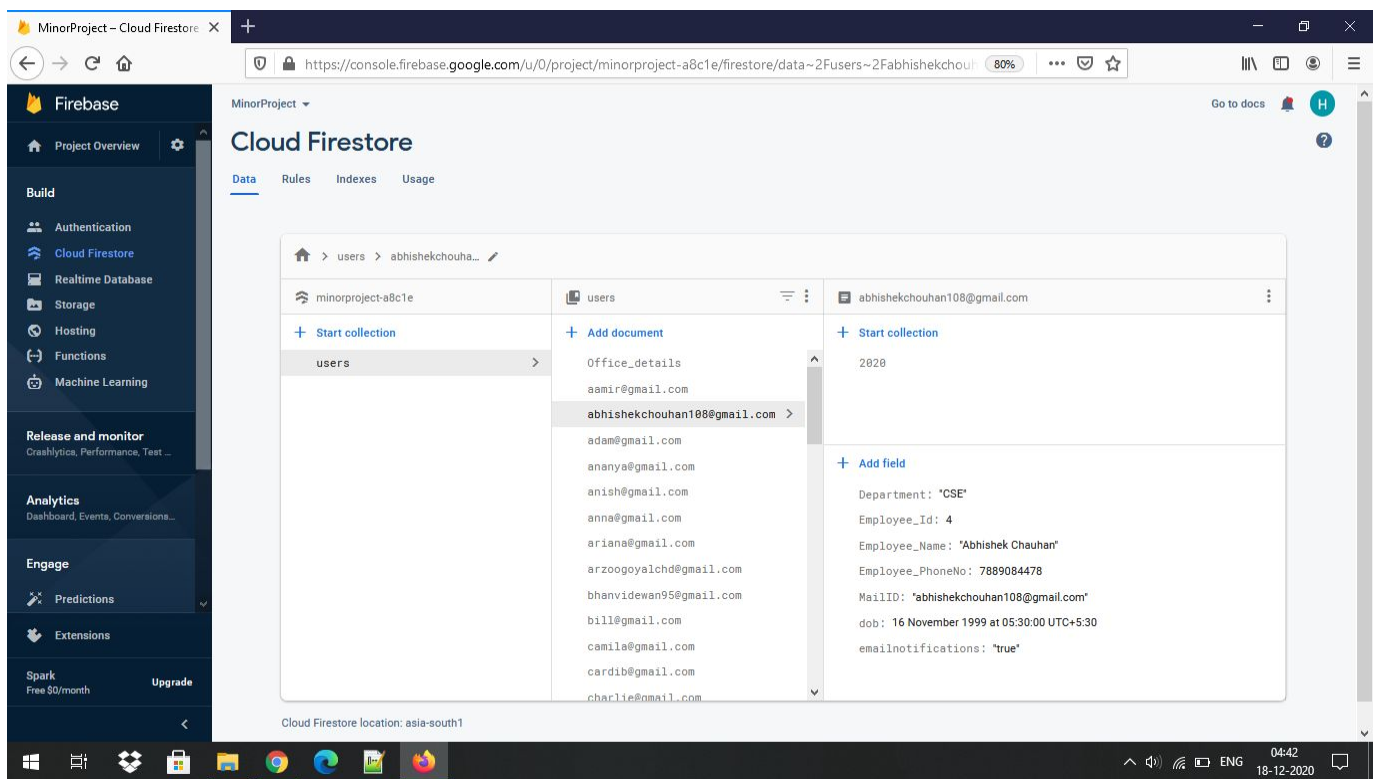 MinorProject – Cloud Firestore
https://console.firebase.google.com/u/0/project/minorproject-a8c1e/firestore/data~2Fusers~2Fabhishekchouh
80%
Firebase
MinorProject
Go to docs
H
Project Overview
Cloud Firestore
?
Data Rules Indexes Usage
Build
Authentication
Cloud Firestore
Realtime Database
Storage
Hosting
Functions
Machine Learning
Release and monitor
Crashlytics, Performance, Test ...
Analytics
Dashboard, Events, Conversions...
Engage
Predictions
Extensions
Spark
Free $0/month
Upgrade
> users > abhishekchouha...
minorproject-a8c1e
+ Start collection
users
users
+ Add document
Office_details
aamir@gmail.com
abhishekchouhan108@gmail.com
adam@gmail.com
ananya@gmail.com
anish@gmail.com
anna@gmail.com
ariana@gmail.com
arzoogoyalchd@gmail.com
bhanvidewan95@gmail.com
bill@gmail.com
camila@gmail.com
cardib@gmail.com
charlie@gmail.com
abhishekchouhan108@gmail.com
+ Start collection
2020
+ Add field
Department: "CSE"
Employee_Id: 4
Employee_Name: "Abhishek Chauhan"
Employee_PhoneNo: 7889084478
MailID: "abhishekchouhan108@gmail.com"
dob: 16 November 1999 at 05:30:00 UTC+5:30
emailnotifications: "true"
Cloud Firestore location: asia-south1
ENG
04:42
18-12-2020